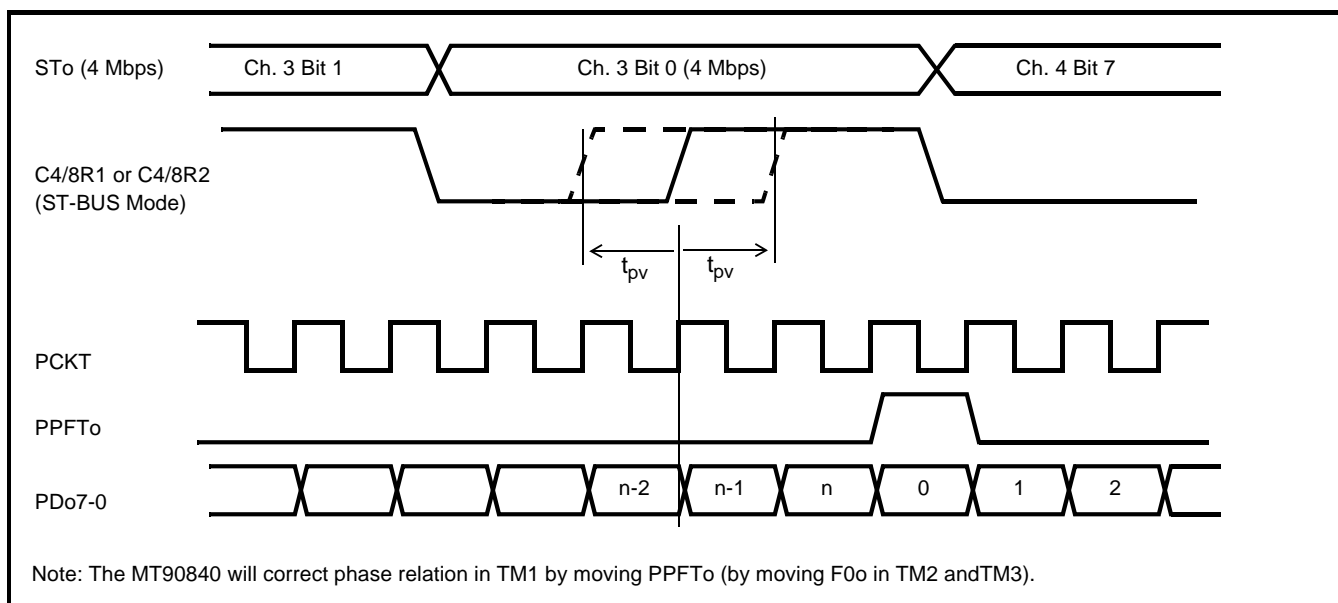 STo (4 Mbps)
Ch. 3 Bit 1
Ch. 3 Bit 0 (4 Mbps)
Ch. 4 Bit 7
C4/8R1 or C4/8R2
(ST-BUS Mode)
tpv
tpv
PCKT
PPFTo
PDo7-0
n-2
n-1
n
0
1
2
Note: The MT90840 will correct phase relation in TM1 by moving PPFTo (by moving F0o in TM2 andTM3).